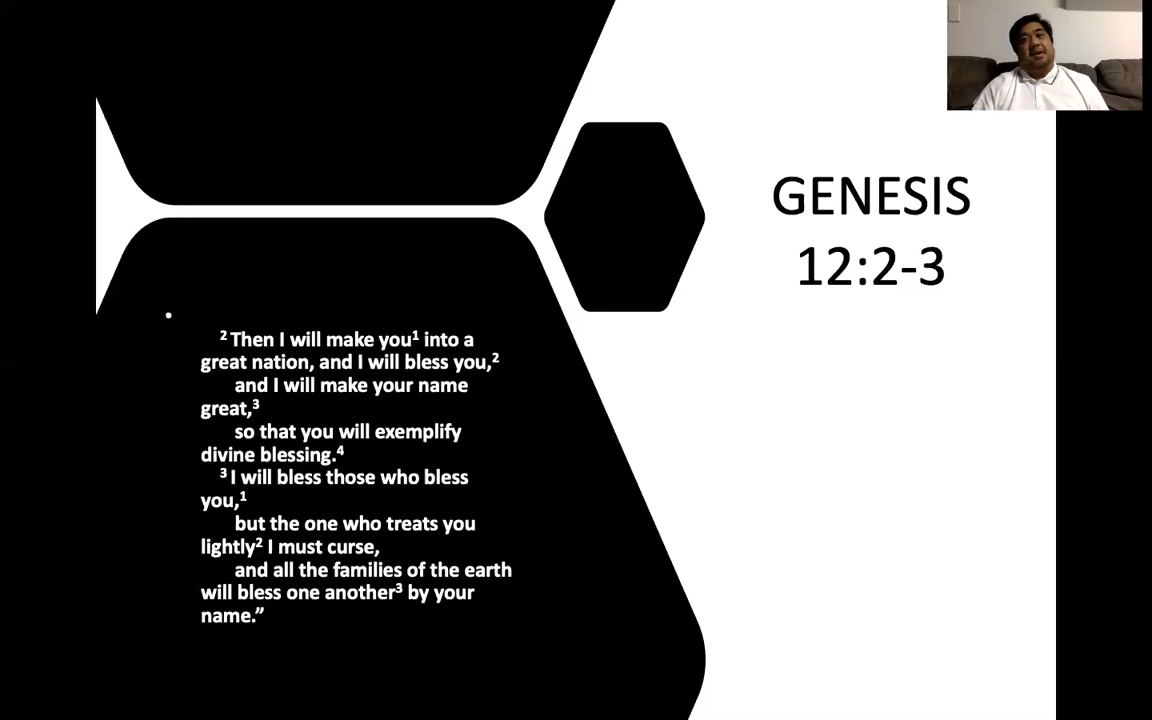 GENESIS
12:2-3
² Then I will make you¹ into a
great nation, and I will bless you,²
and I will make your name
great,³
so that you will exemplify
divine blessing.⁴
³ I will bless those who bless
you,¹
but the one who treats you
lightly² I must curse,
and all the families of the earth
will bless one another³ by your
name.”